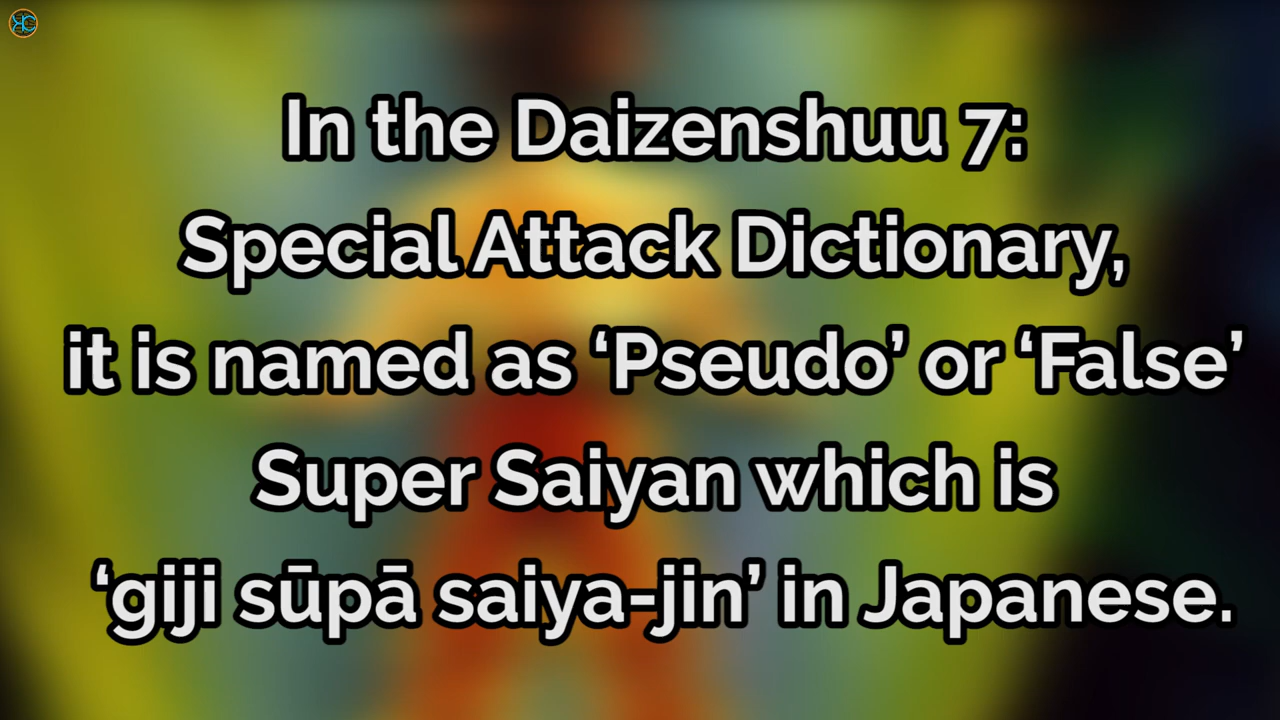 In the Daizenshuu 7:
Special Attack Dictionary,
it is named as ‘Pseudo’ or ‘False’
Super Saiyan which is
‘giji sūpā saiya-jin’ in Japanese.